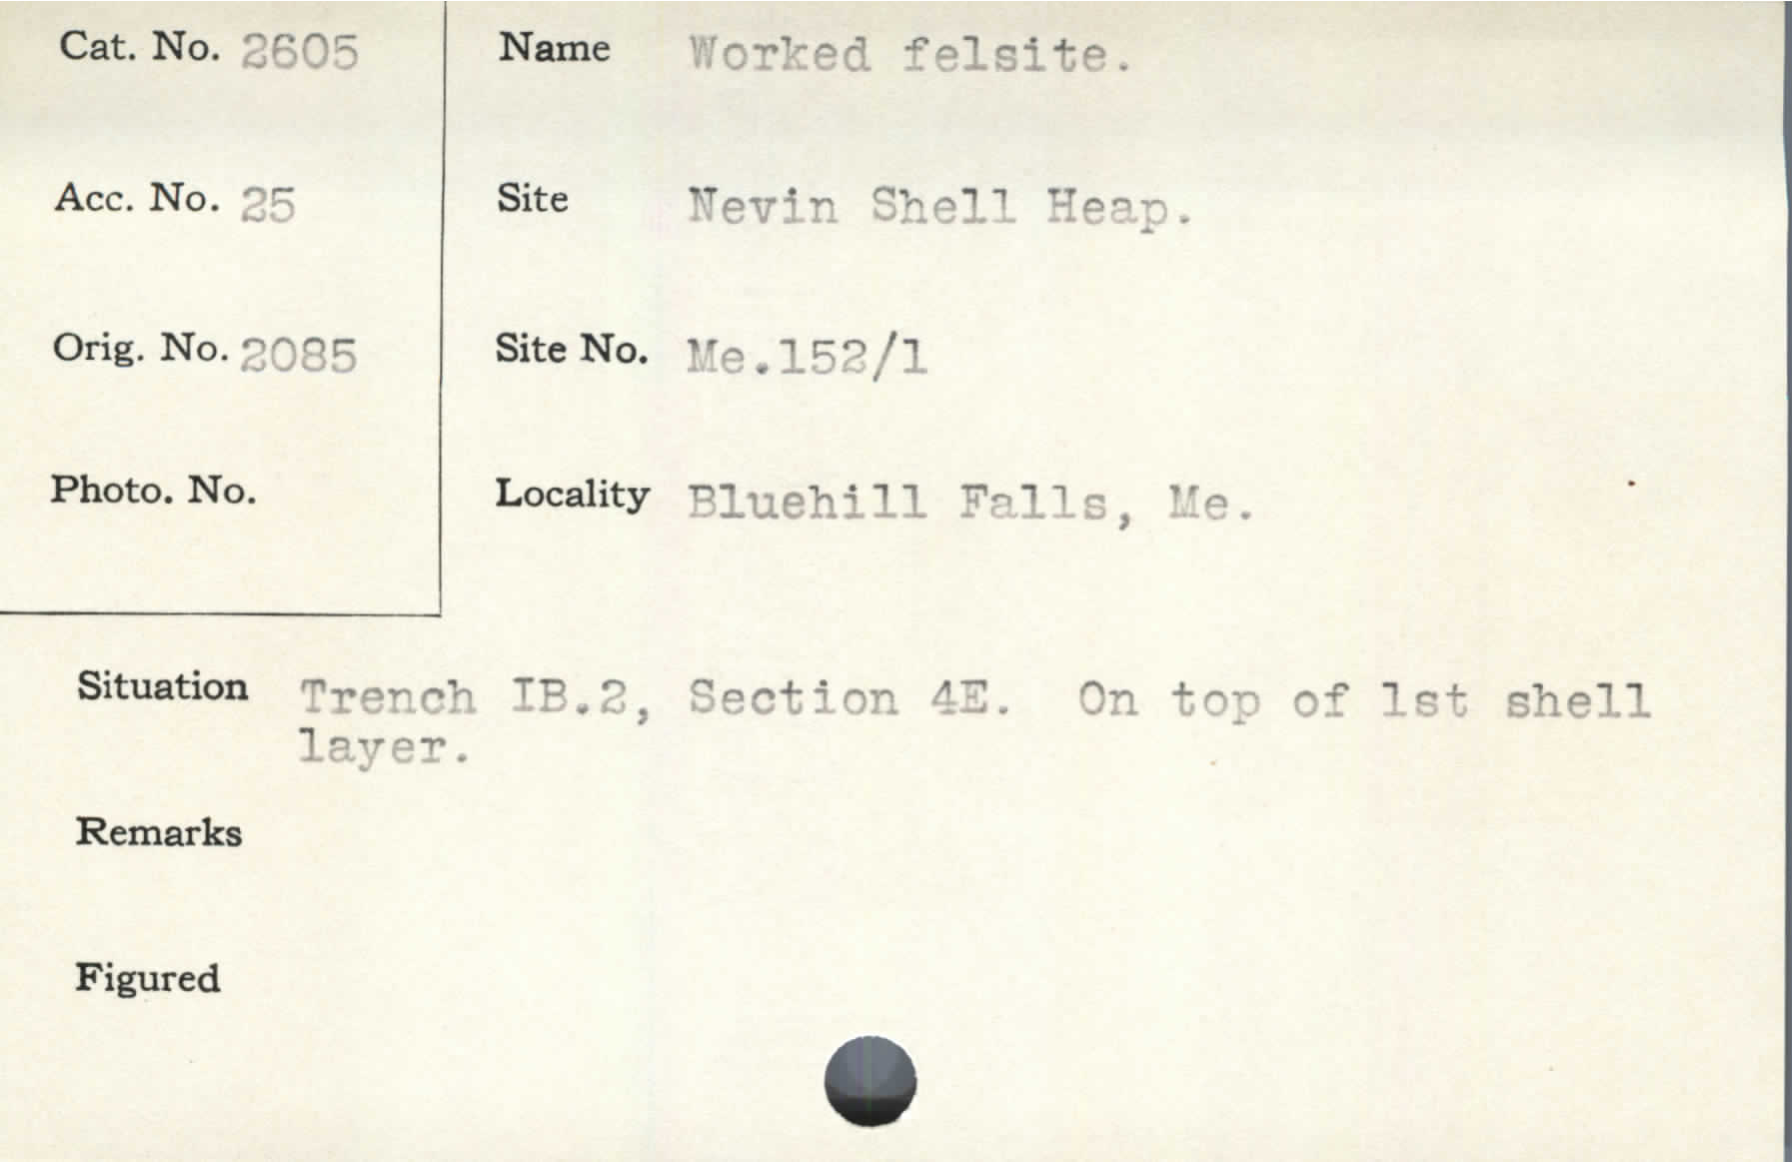 Cat. No. 2605
Acc. No. 25
Orig. No. 2085
Photo. No.
Name Worked felsite.
Site Nevin Shell Heap.
Site No. Me.152/1
Locality Bluehill Falls, Me.
Situation Trench IB.2, Section 4E. On top of 1st shell
layer.
Remarks
Figured